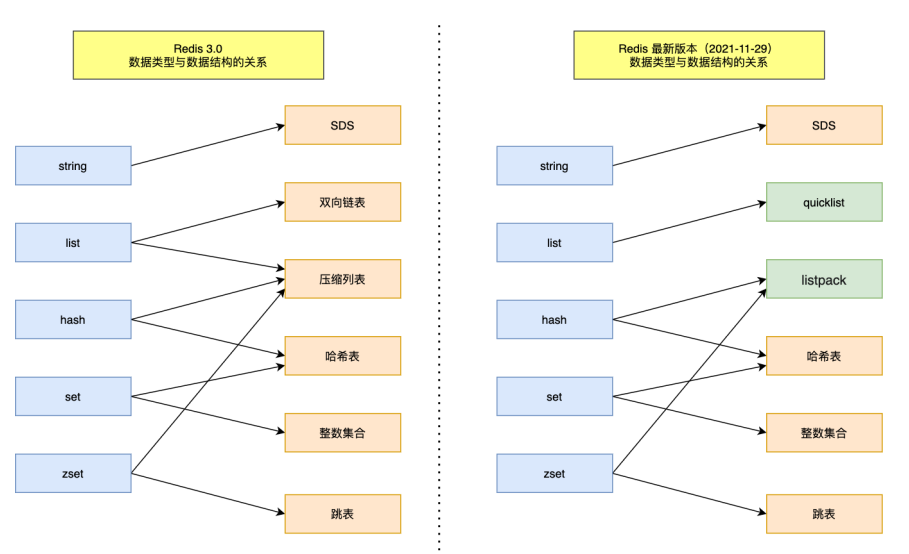 Redis 3.0
数据类型与数据结构的关系
SDS
string
双向链表
list
压缩列表
hash
哈希表
set
整数集合
zset
跳表
Redis 最新版本（2021-11-29）
数据类型与数据结构的关系
SDS
string
quicklist
list
listpack
hash
哈希表
set
整数集合
zset
跳表